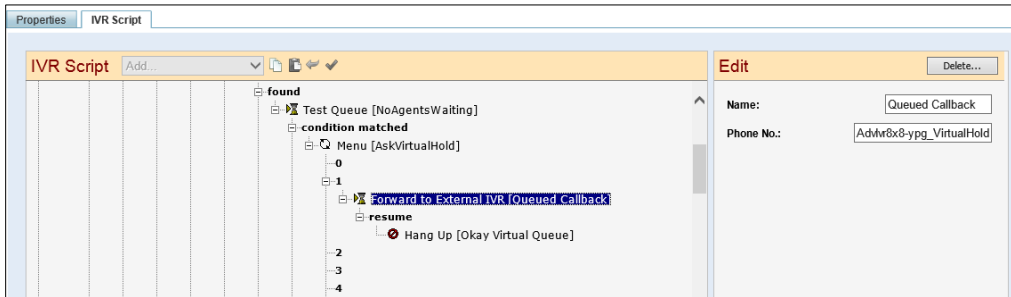 Properties
IVR Script
IVR Script Add...
found
Test Queue [NoAgentsWaiting]
condition matched
Menu [AskVirtualHold]
0
1
Forward to External IVR [Queued Callback]
resume
Hang Up [Okay Virtual Queue]
2
3
4
Edit
Delete...
Name: Queued Callback
Phone No.: AdvIvr8x8-ypg_VirtualHold